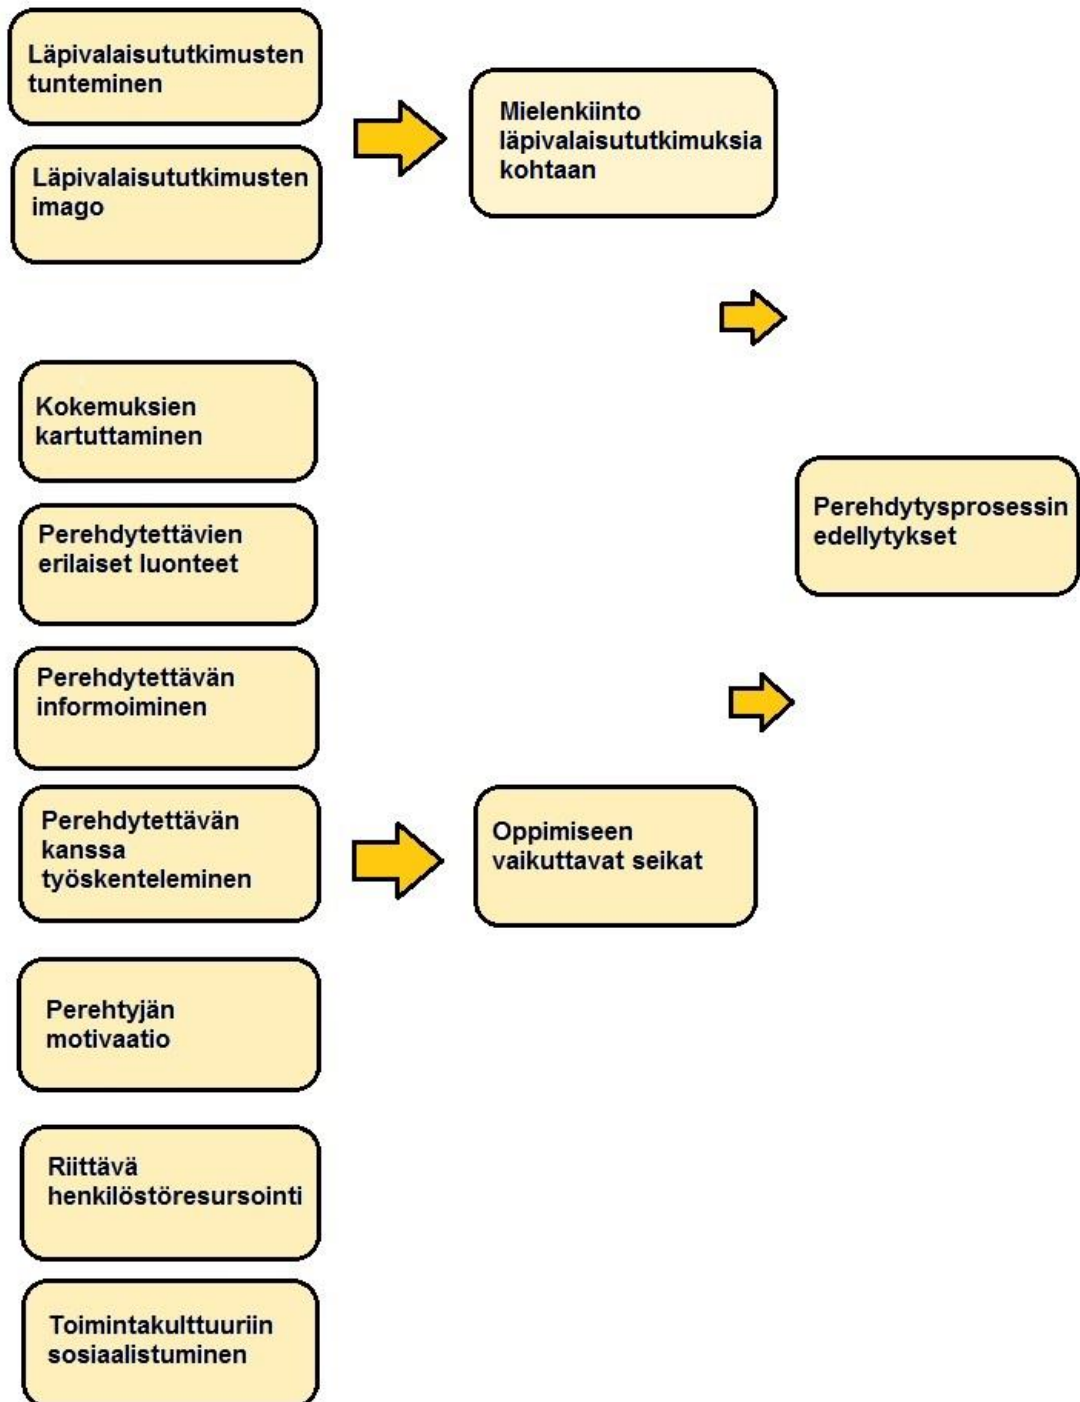 Läpivalaisututkimusten
tunteminen
Läpivalaisututkimusten
imago
Mielenkiinto
läpivalaisututkimuksia
kohtaan
Kokemuksien
kartuttaminen
Perehdytettävien
erilaiset luonteet
Perehdytettävän
informoiminen
Perehdytettävän
kanssa
työskenteleminen
Perehtyjän
motivaatio
Riittävä
henkilöstöresursointi
Toimintakulttuuriin
sosiaalistuminen
Oppimiseen
vaikuttavat seikat
Perehdytysprosessin
edellytykset